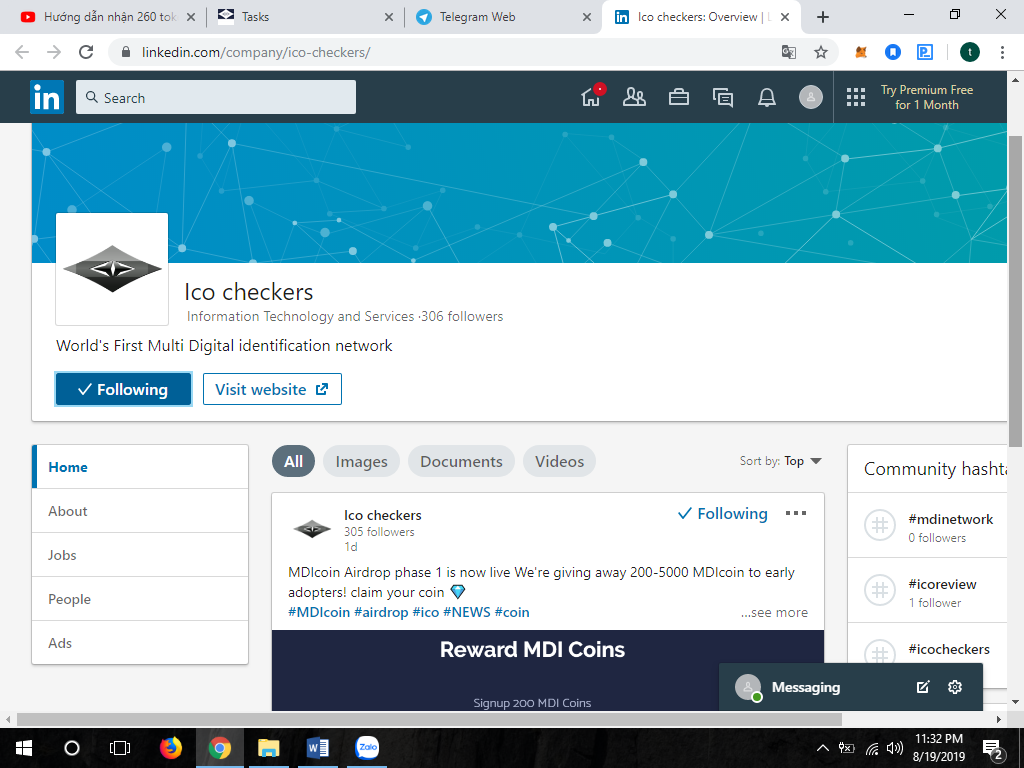 Hướng dẫn nhận 260 tok
Tasks
Telegram Web
Ico checkers: Overview | L
linkedin.com/company/ico-checkers/
t
in
Search
Try Premium Free
for 1 Month
Ico checkers
Information Technology and Services ·306 followers
World's First Multi Digital identification network
Following
Visit website
Home
About
Jobs
People
Ads
All
Images
Documents
Videos
Sort by: Top
Ico checkers
305 followers
1d
Following
MDIcoin Airdrop phase 1 is now live We're giving away 200-5000 MDIcoin to early
adopters! claim your coin 💎
#MDIcoin #airdrop #ico #NEWS #coin
...see more
Reward MDI Coins
Signup 200 MDI Coins
Community hashta
#mdinetwork
0 followers
#icoreview
1 follower
#icocheckers
Messaging
Zalo
11:32 PM
8/19/2019
2